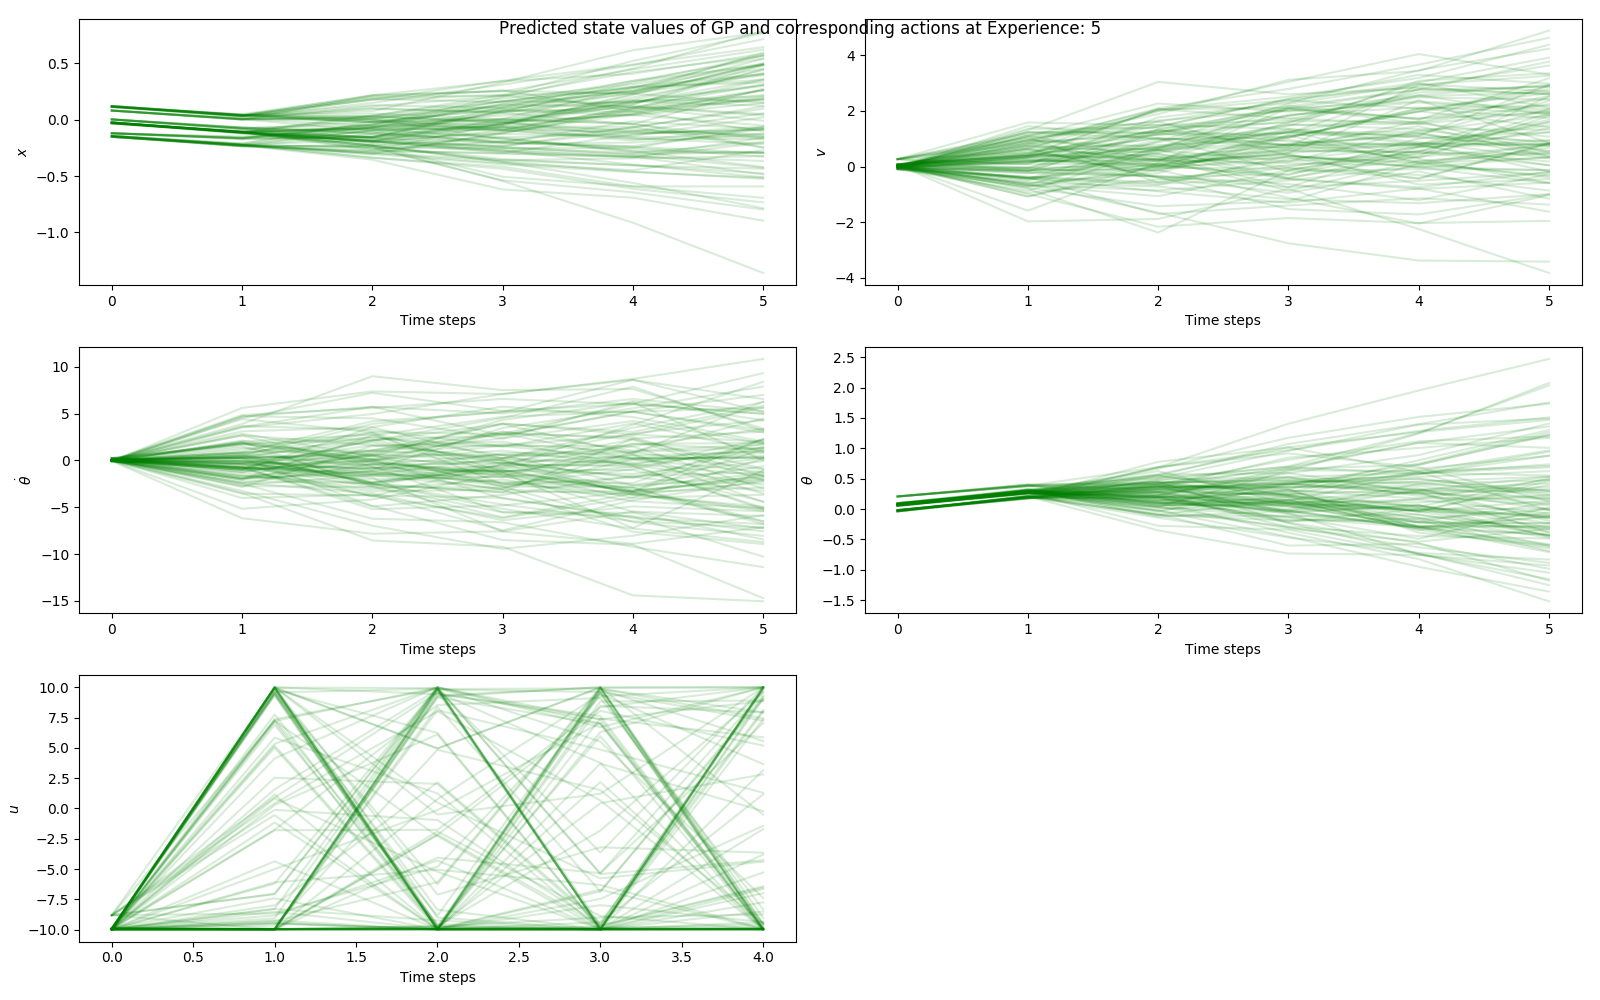 Predicted state values of GP and corresponding actions at Experience: 5
0.5
0.0
−0.5
−1.0
x
0 1 2 3 4 5
Time steps
4
2
0
−2
−4
v
0 1 2 3 4 5
Time steps
10
5
0
−5
−10
−15
θ̇
0 1 2 3 4 5
Time steps
2.5
2.0
1.5
1.0
0.5
0.0
−0.5
−1.0
−1.5
θ
0 1 2 3 4 5
Time steps
10.0
7.5
5.0
2.5
0.0
−2.5
−5.0
−7.5
−10.0
u
0.0 0.5 1.0 1.5 2.0 2.5 3.0 3.5 4.0
Time steps